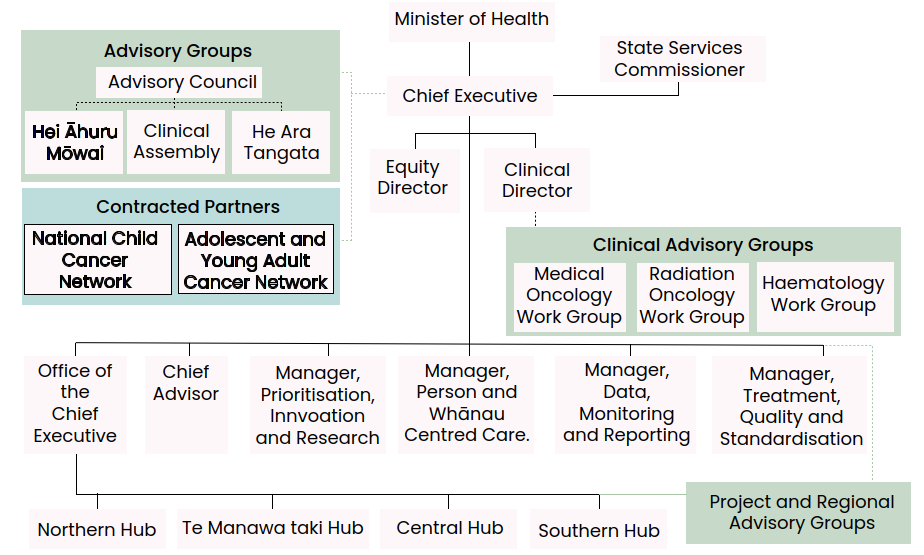 Minister of Health
State Services
Commissioner
Chief Executive
Advisory Groups
Advisory Council
Hei Āhuru
Mōwai
Clinical
Assembly
He Ara
Tangata
Contracted Partners
National Child
Cancer
Network
Adolescent and
Young Adult
Cancer Network
Equity
Director
Clinical
Director
Clinical Advisory Groups
Medical
Oncology
Work Group
Radiation
Oncology
Work Group
Haematology
Work Group
Office of
the
Chief
Executive
Chief
Advisor
Manager,
Prioritisation,
Innvoation
and Research
Manager,
Person and
Whānau
Centred Care.
Manager,
Data,
Monitoring
and Reporting
Manager,
Treatment,
Quality and
Standardisation
Project and Regional
Advisory Groups
Northern Hub
Te Manawa taki Hub
Central Hub
Southern Hub